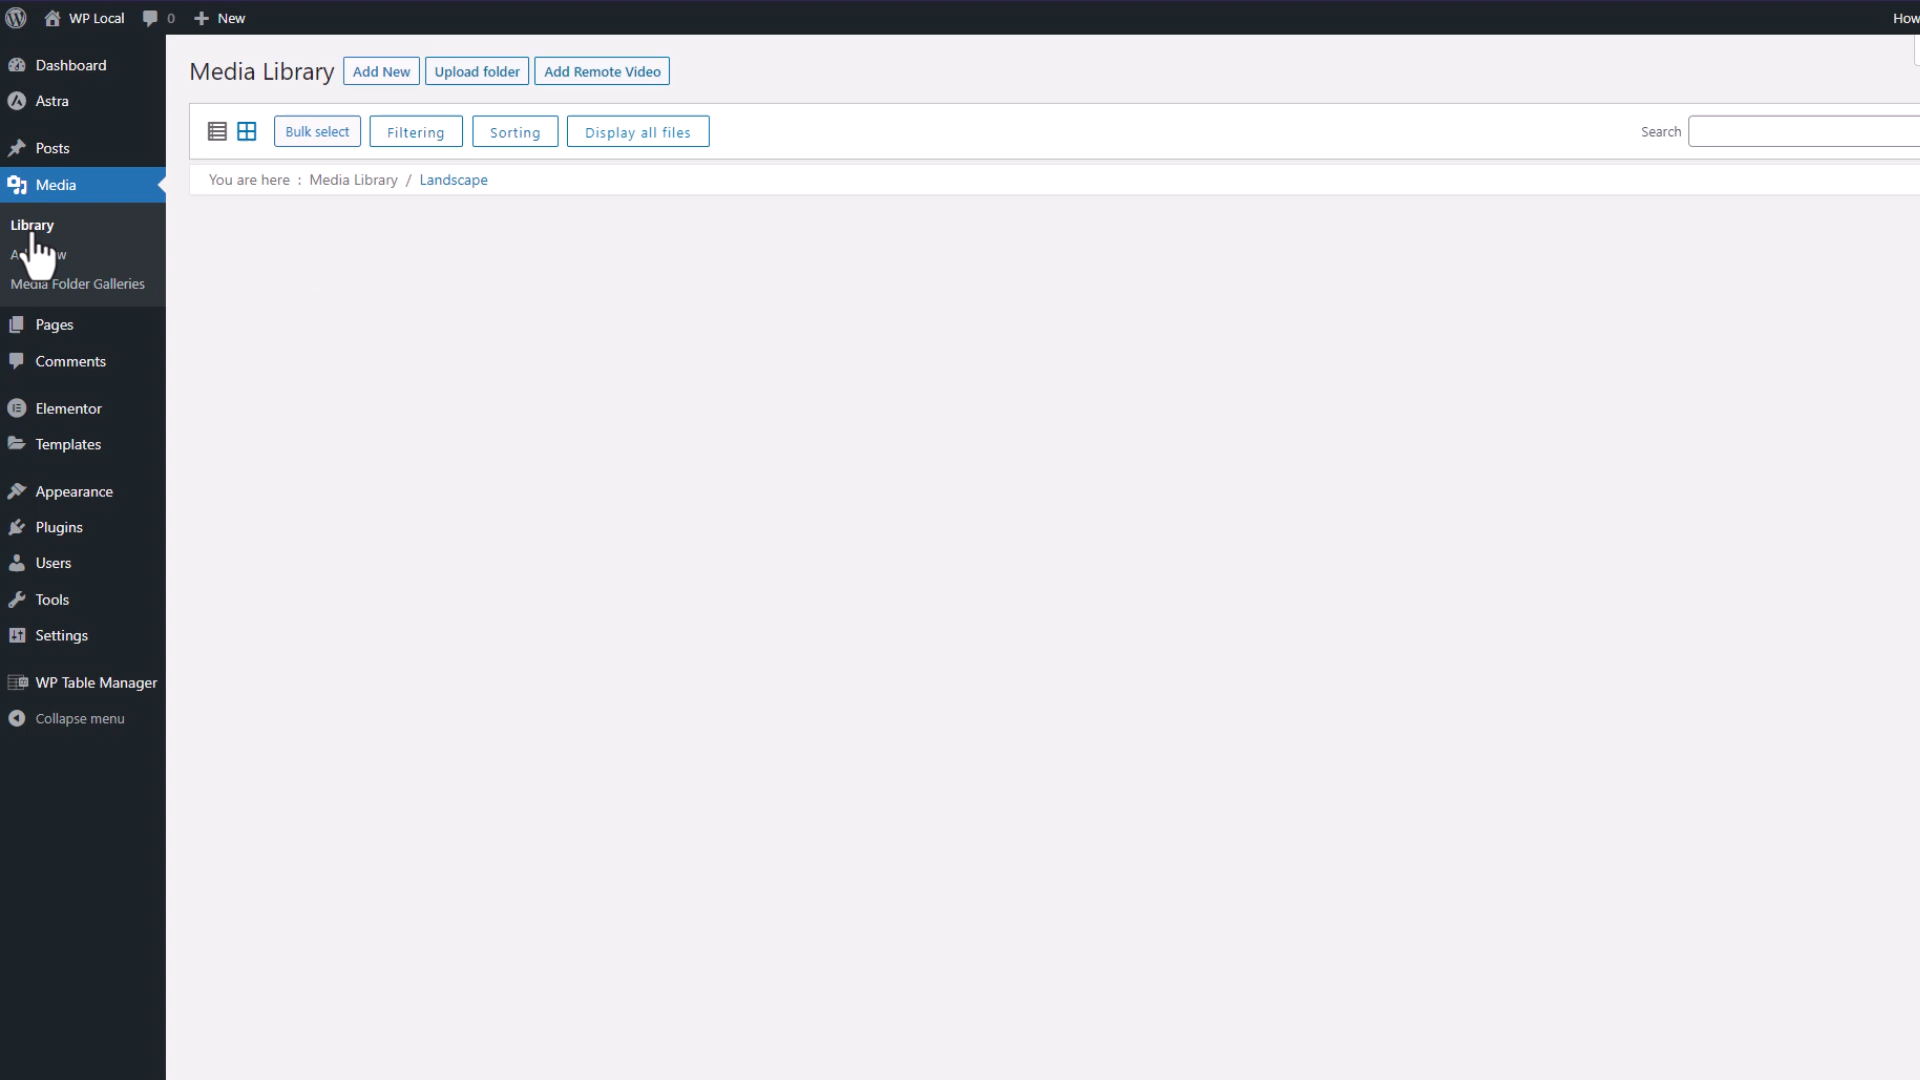 WP Local 0 New How
Dashboard
Astra
Posts
Media
Library
Media Folder Galleries
Pages
Comments
Elementor
Templates
Appearance
Plugins
Users
Tools
Settings
WP Table Manager
Collapse menu
Media Library Add New Upload folder Add Remote Video
Bulk select Filtering Sorting Display all files Search
You are here : Media Library / Landscape